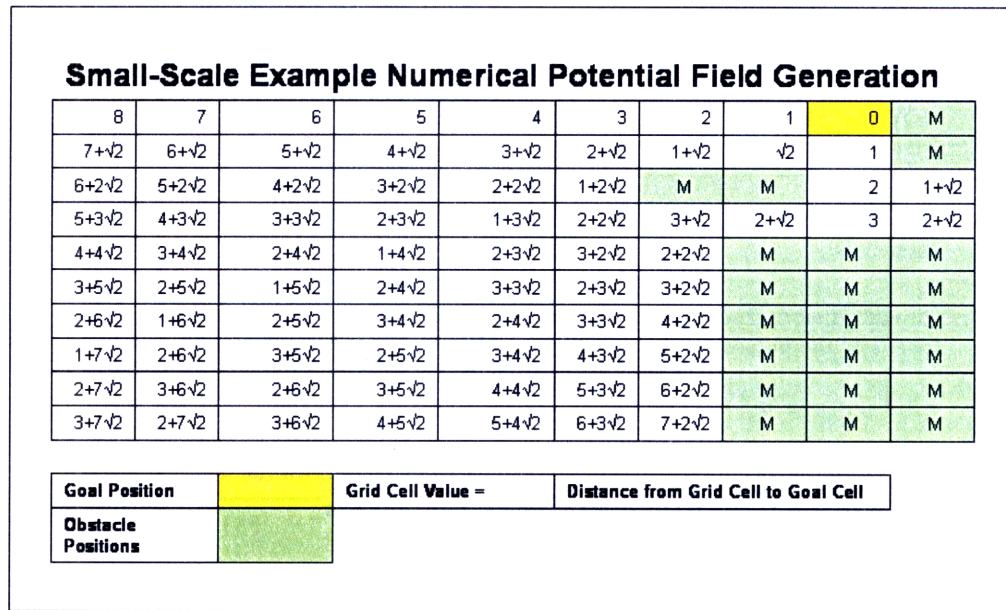 Small-Scale Example Numerical Potential Field Generation
8 7 6 5 4 3 2 1 0 M
7+√2 6+√2 5+√2 4+√2 3+√2 2+√2 1+√2 √2 1 M
6+2√2 5+2√2 4+2√2 3+2√2 2+2√2 1+2√2 M M 2 1+√2
5+3√2 4+3√2 3+3√2 2+3√2 1+3√2 2+2√2 3+√2 2+√2 3 2+√2
4+4√2 3+4√2 2+4√2 1+4√2 2+3√2 3+2√2 2+2√2 M M M
3+5√2 2+5√2 1+5√2 2+4√2 3+3√2 2+3√2 3+2√2 M M M
2+6√2 1+6√2 2+5√2 3+4√2 2+4√2 3+3√2 4+2√2 M M M
1+7√2 2+6√2 3+5√2 2+5√2 3+4√2 4+3√2 5+2√2 M M M
2+7√2 3+6√2 2+6√2 3+5√2 4+4√2 5+3√2 6+2√2 M M M
3+7√2 2+7√2 3+6√2 4+5√2 5+4√2 6+3√2 7+2√2 M M M
Goal Position Grid Cell Value = Distance from Grid Cell to Goal Cell
Obstacle
Positions